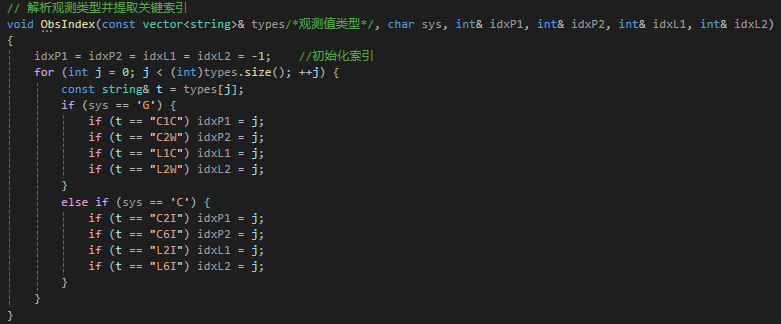 // 解析观测类型并提取关键索引
void ObsIndex(const vector<string>& types/*观测值类型*/, char sys, int& idxP1, int& idxP2, int& idxL1, int& idxL2)
{
    idxP1 = idxP2 = idxL1 = idxL2 = -1;    //初始化索引
    for (int j = 0; j < (int)types.size(); ++j) {
        const string& t = types[j];
        if (sys == 'G') {
            if (t == "C1C") idxP1 = j;
            if (t == "C2W") idxP2 = j;
            if (t == "L1C") idxL1 = j;
            if (t == "L2W") idxL2 = j;
        }
        else if (sys == 'C') {
            if (t == "C2I") idxP1 = j;
            if (t == "C6I") idxP2 = j;
            if (t == "L2I") idxL1 = j;
            if (t == "L6I") idxL2 = j;
        }
    }
}